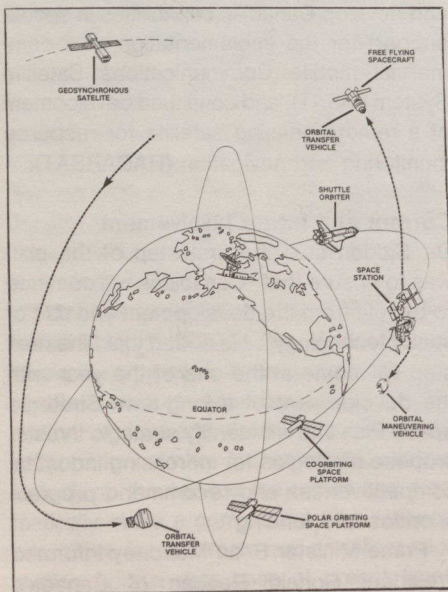 GEOSYNCHRONOUS
SATELITE
FREE FLYING
SPACECRAFT
ORBITAL
TRANSFER
VEHICLE
SHUTTLE
ORBITER
SPACE
STATION
EQUATOR
ORBITAL
MANEUVERING
VEHICLE
CO-ORBITING
SPACE
PLATFORM
POLAR ORBITING
SPACE PLATFORM
ORBITAL
TRANSFER
VEHICLE